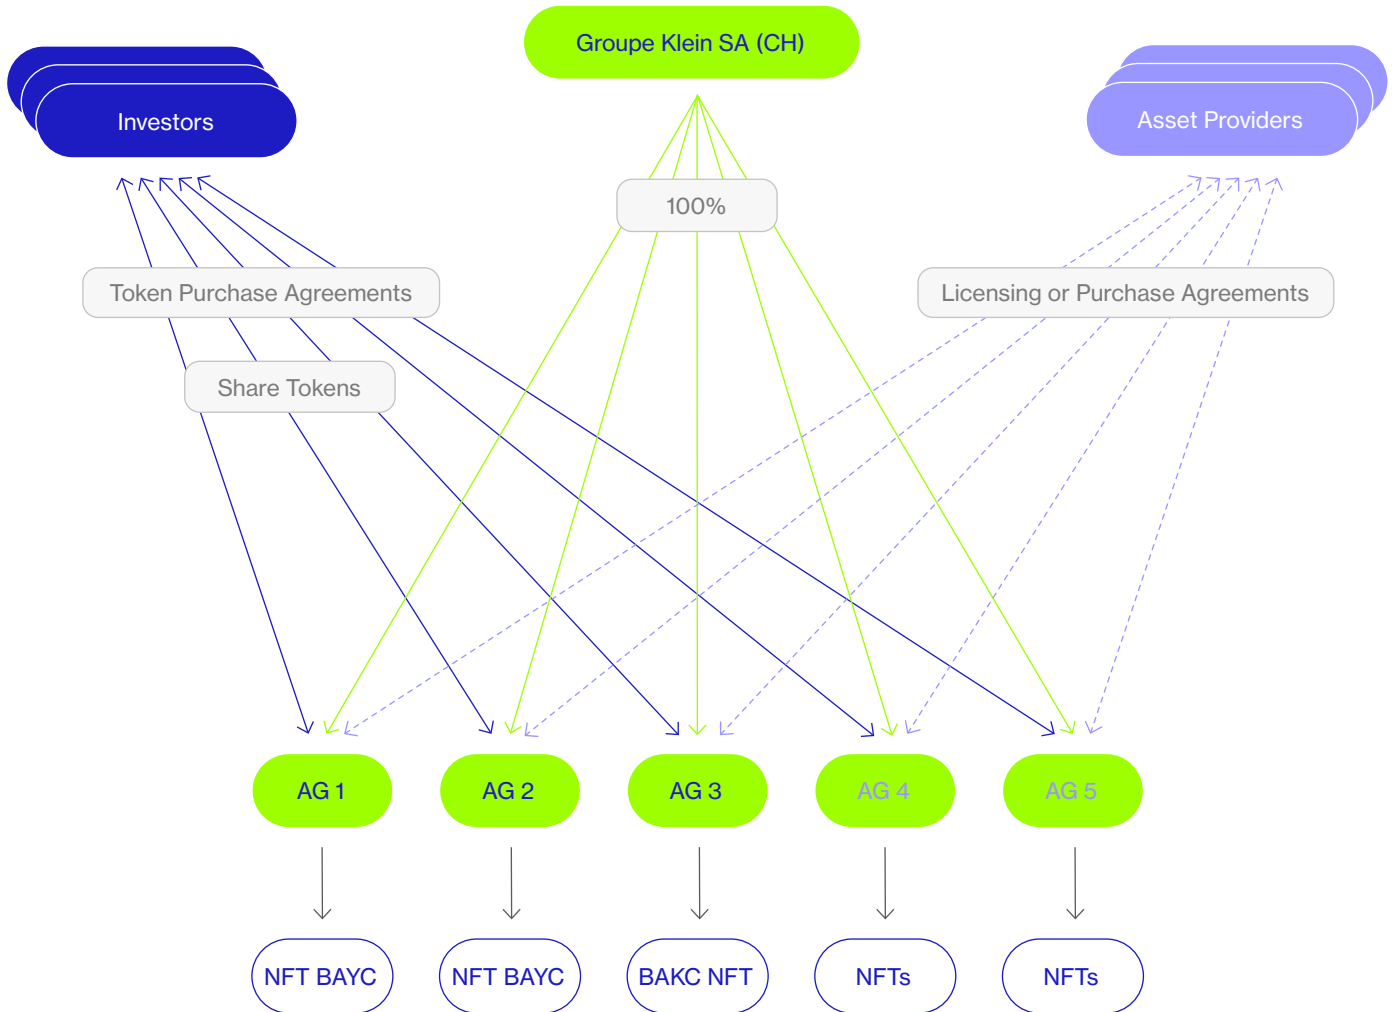 Groupe Klein SA (CH)
Investors
Asset Providers
100%
Token Purchase Agreements
Licensing or Purchase Agreements
Share Tokens
AG 1
AG 2
AG 3
AG 4
AG 5
NFT BAYC
NFT BAYC
BAKC NFT
NFTs
NFTs